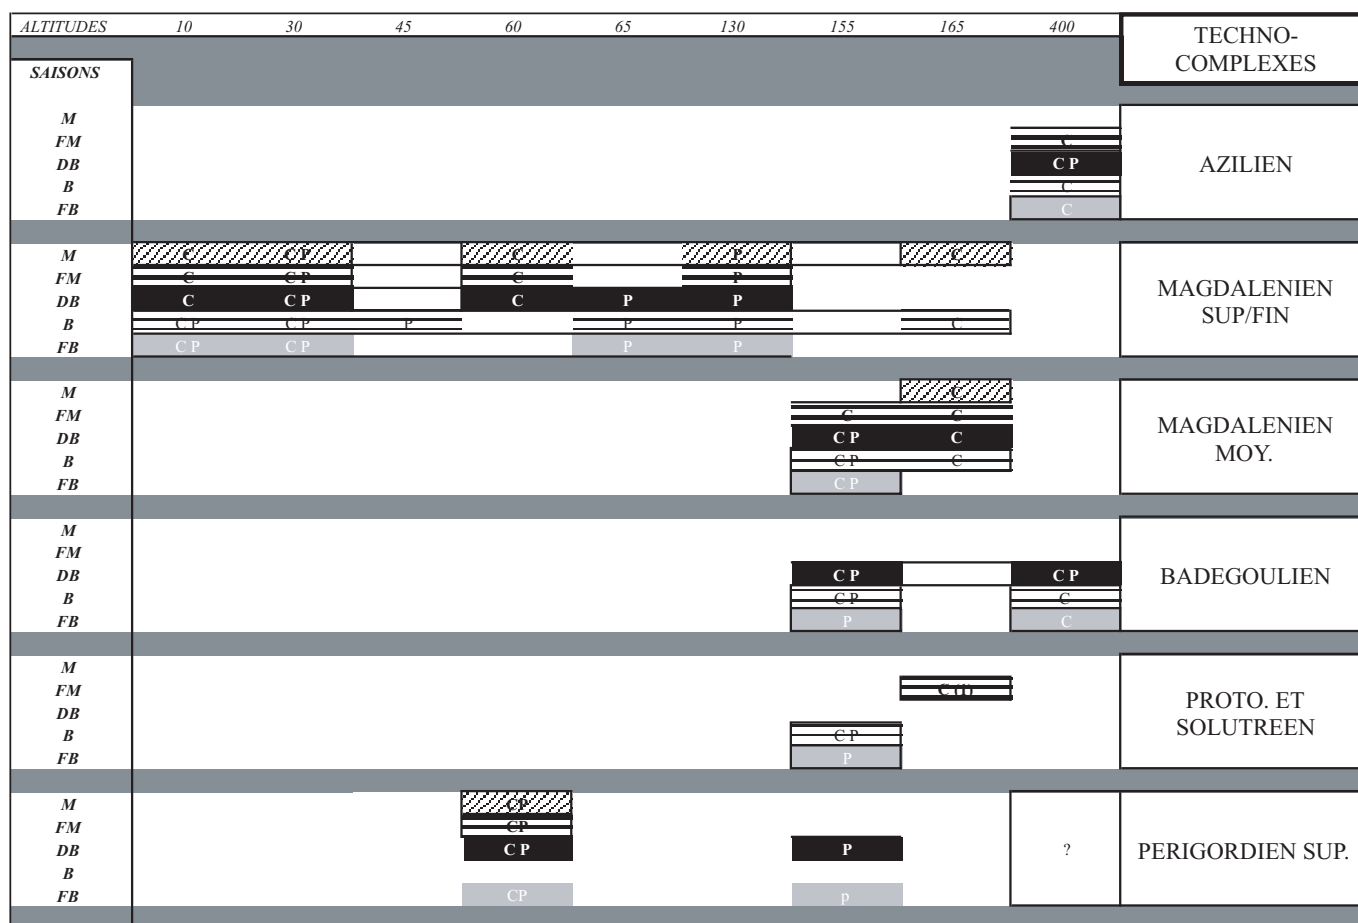 ALTITUDES 10 30 45 60 65 130 155 165 400
TECHNO-
COMPLEXES
SAISONS
M
FM C
DB C P
B C
FB C
AZILIEN
M C C P C P C
FM C C P C P
DB C C P C P P
B C P C P P P P C
FB C P C P P P
MAGDALENIEN
SUP/FIN
M C
FM C C
DB C P C
B C P C
FB C P
MAGDALENIEN
MOY.
M
FM
DB C P C P
B C P C
FB P C
BADEGOULIEN
M
FM C (1)
DB
B C P
FB P
PROTO. ET
SOLUTREEN
M CP
FM CP
DB C P P ?
B
FB CP p
PERIGORDIEN SUP.